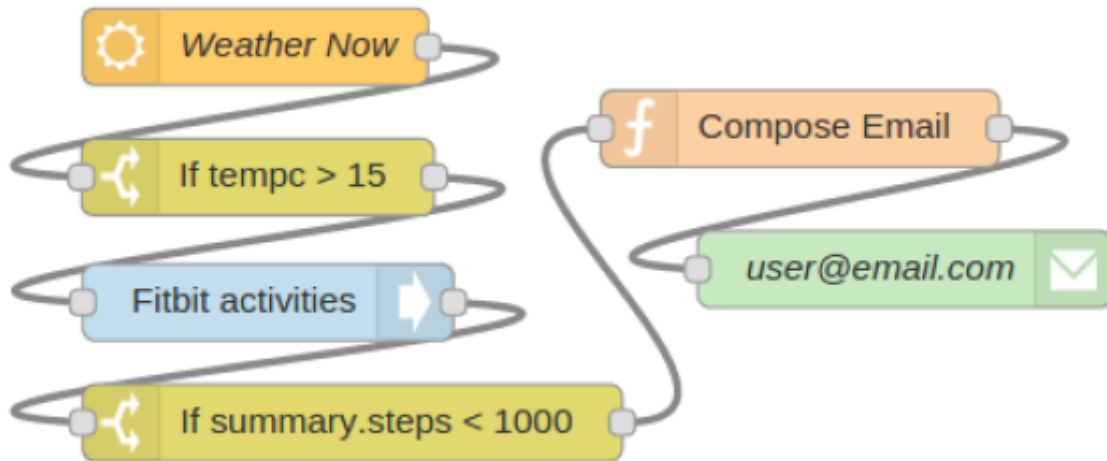 Weather Now
If tempc > 15
Fitbit activities
If summary.steps < 1000
Compose Email
user@email.com